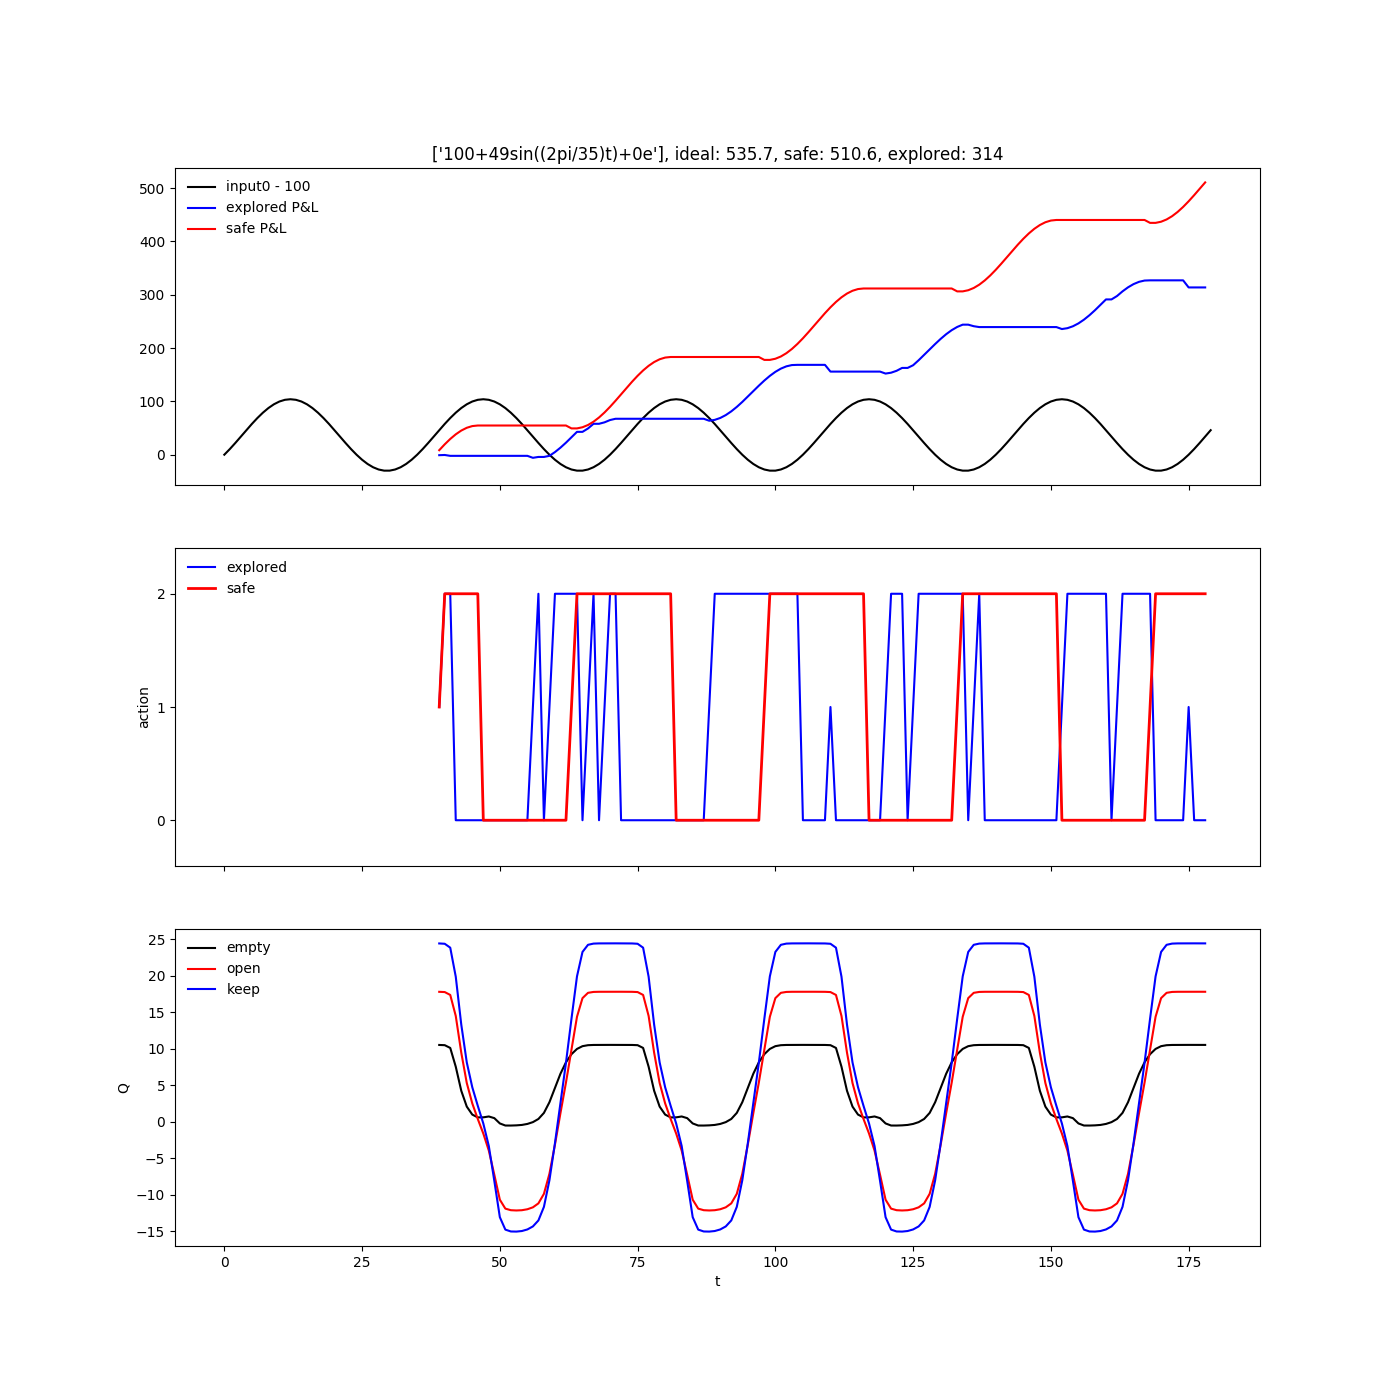 ['100+49sin((2pi/35)t)+0e'], ideal: 535.7, safe: 510.6, explored: 314
500
400
300
200
100
0
input0 - 100
explored P&L
safe P&L
action
2
1
0
explored
safe
Q
25
20
15
10
5
0
−5
−10
−15
empty
open
keep
0
25
50
75
100
125
150
175
t